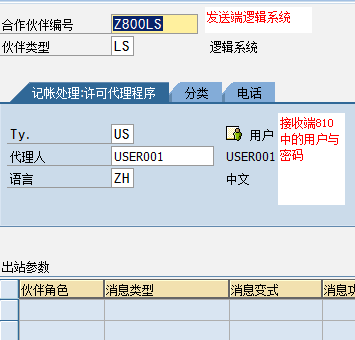 合作伙伴编号 Z800LS 发送端逻辑系统
伙伴类型 LS 逻辑系统
记帐处理:许可代理程序 分类 电话
Ty. US 用户
代理人 USER001 USER001
语言 ZH 中文
接收端810
中的用户与
密码
出站参数
伙伴角色 消息类型 消息变式 消息功